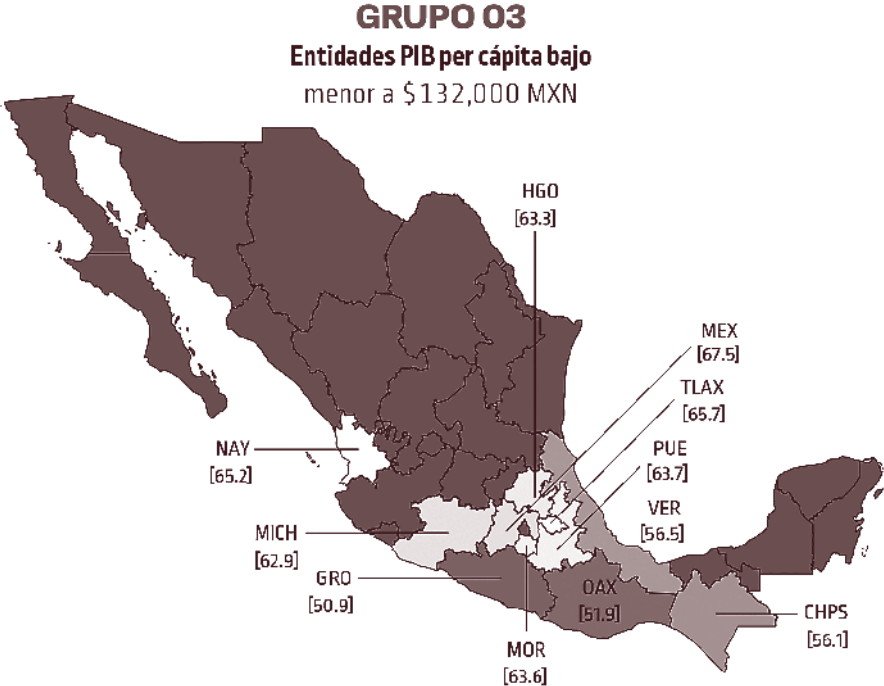 GRUPO 03
Entidades PIB per cápita bajo
menor a $132,000 MXN
HGO
[63.3]
MEX
[67.5]
TLAX
[65.7]
NAY
[65.2]
PUE
[63.7]
VER
[56.5]
MICH
[62.9]
GRO
[50.9]
OAX
[51.9]
CHPS
[56.1]
MOR
[63.6]